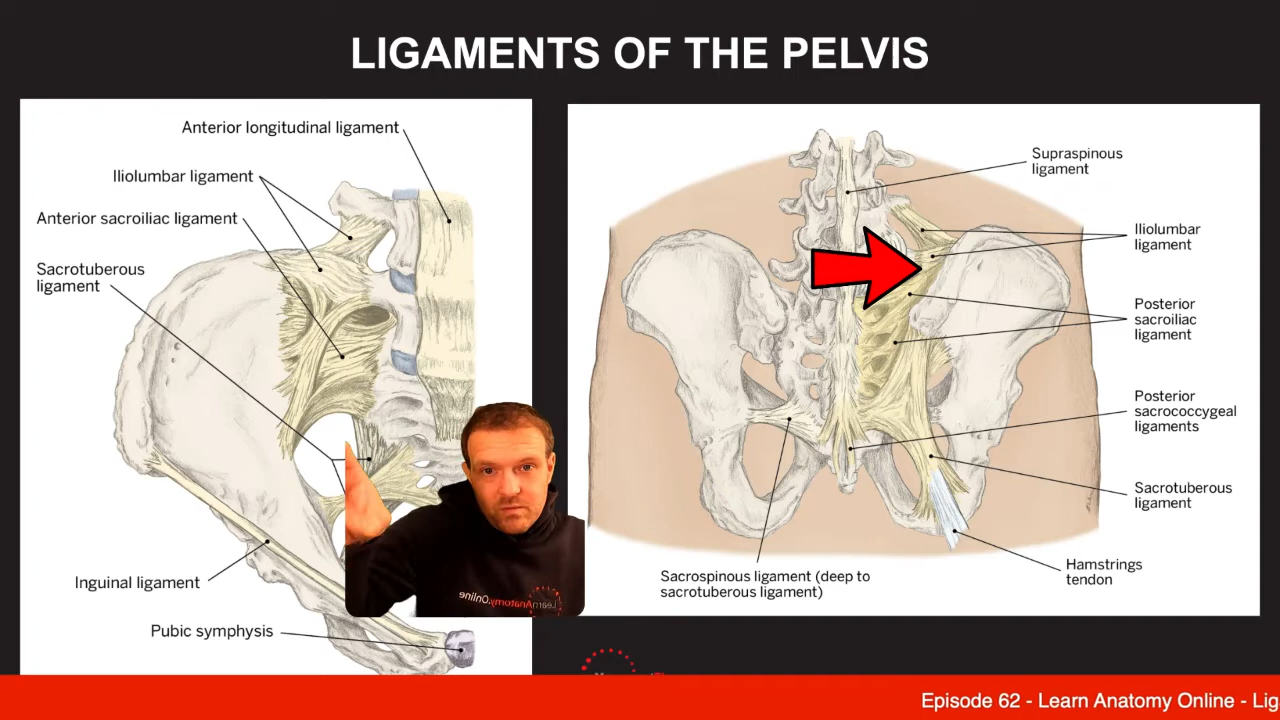 LIGAMENTS OF THE PELVIS
Anterior longitudinal ligament
Iliolumbar ligament
Anterior sacroiliac ligament
Sacrotuberous
ligament
Inguinal ligament
Pubic symphysis
Supraspinous
ligament
Iliolumbar
ligament
Posterior
sacroiliac
ligament
Posterior
sacrococcygeal
ligaments
Sacrotuberous
ligament
Hamstrings
tendon
Sacrospinous ligament (deep to
sacrotuberous ligament)
LearnAnatomy.Online
Episode 62 - Learn Anatomy Online - Lig